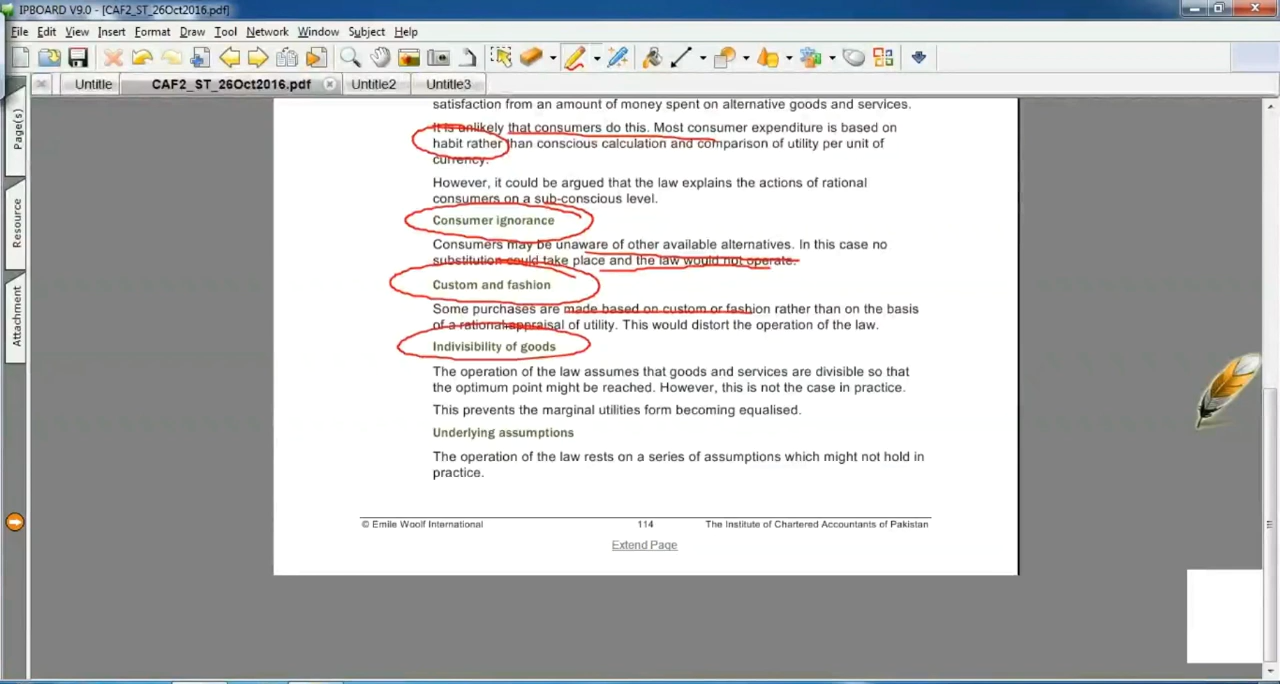 IPBOARD V9.0 - [CAF2_ST_26Oct2016.pdf]
File Edit View Insert Format Draw Tool Network Window Subject Help
Untitle CAF2_ST_26Oct2016.pdf Untitle2 Untitle3
Page(s)
Resource
Attachment
satisfaction from an amount of money spent on alternative goods and services.
It is unlikely that consumers do this. Most consumer expenditure is based on
habit rather than conscious calculation and comparison of utility per unit of
currency.
However, it could be argued that the law explains the actions of rational
consumers on a sub-conscious level.
Consumer ignorance
Consumers may be unaware of other available alternatives. In this case no
substitution could take place and the law would not operate.
Custom and fashion
Some purchases are made based on custom or fashion rather than on the basis
of a rational appraisal of utility. This would distort the operation of the law.
Indivisibility of goods
The operation of the law assumes that goods and services are divisible so that
the optimum point might be reached. However, this is not the case in practice.
This prevents the marginal utilities form becoming equalised.
Underlying assumptions
The operation of the law rests on a series of assumptions which might not hold in
practice.
© Emile Woolf International 114 The Institute of Chartered Accountants of Pakistan
Extend Page